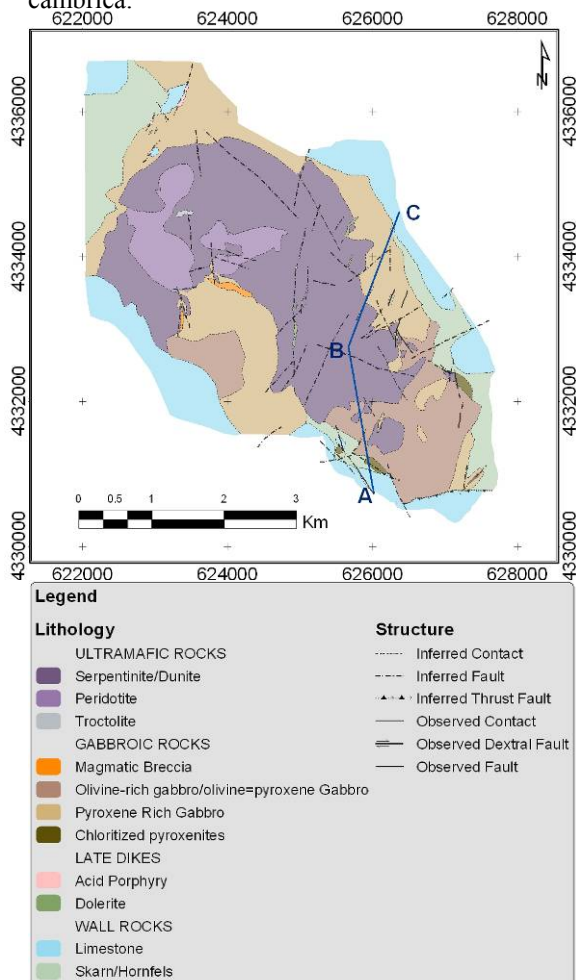 cámbrica.
622000 624000 626000 628000
N
4336000 4336000
4334000 4334000
4332000 4332000
4330000 4330000
C
B
A
0 0.5 1 2 3
Km
622000 624000 626000 628000
Legend
Lithology
ULTRAMAFIC ROCKS
Serpentinite/Dunite
Peridotite
Troctolite
GABBROIC ROCKS
Magmatic Breccia
Olivine-rich gabbro/olivine=pyroxene Gabbro
Pyroxene Rich Gabbro
Chloritized pyroxenites
LATE DIKES
Acid Porphyry
Dolerite
WALL ROCKS
Limestone
Skarn/Hornfels
Structure
Inferred Contact
Inferred Fault
Inferred Thrust Fault
Observed Contact
Observed Dextral Fault
Observed Fault